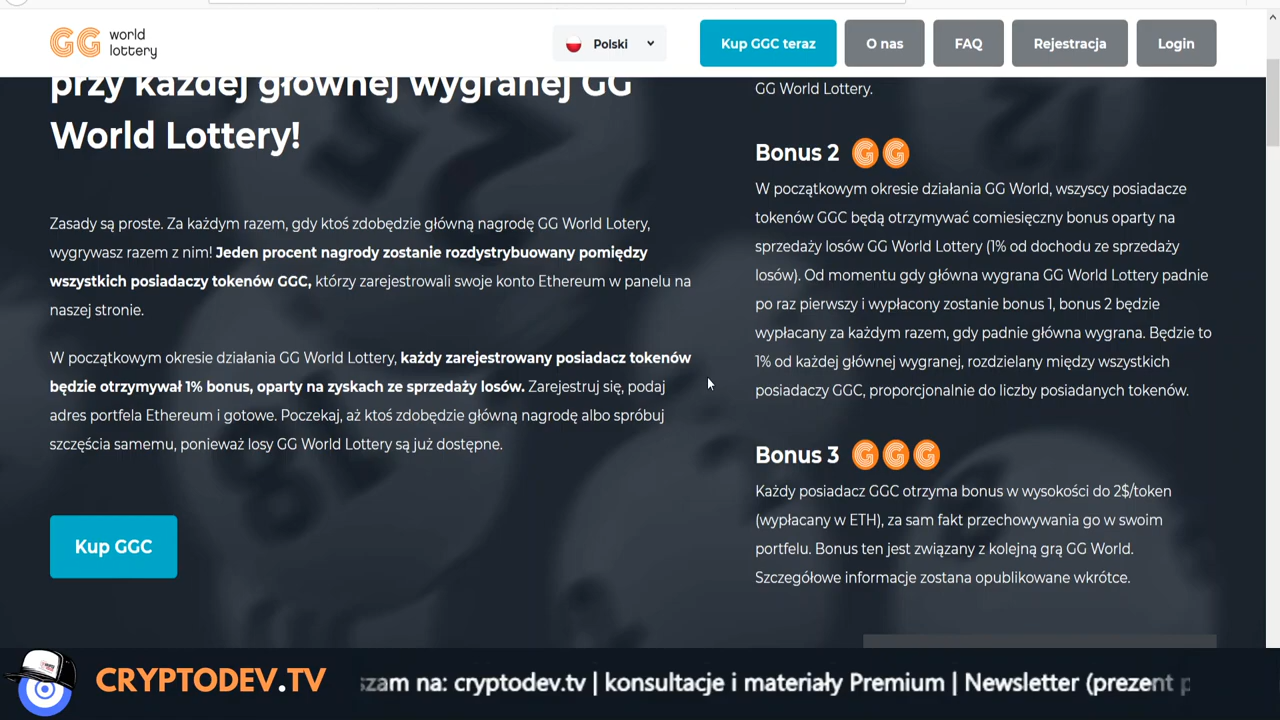 GG world
lottery
Polski
Kup GGC teraz
O nas
FAQ
Rejestracja
Login
przy każdej głównej wygranej GG
World Lottery!
Zasady są proste. Za każdym razem, gdy ktoś zdobędzie główną nagrodę GG World Lotery,
wygrywasz razem z nim! Jeden procent nagrody zostanie rozdystrybuowany pomiędzy
wszystkich posiadaczy tokenów GGC, którzy zarejestrowali swoje konto Ethereum w panelu na
naszej stronie.
W początkowym okresie działania GG World Lottery, każdy zarejestrowany posiadacz tokenów
będzie otrzymywał 1% bonus, oparty na zyskach ze sprzedaży losów. Zarejestruj się, podaj
adres portfela Ethereum i gotowe. Poczekaj, aż ktoś zdobędzie główną nagrodę albo spróbuj
szczęścia samemu, ponieważ losy GG World Lottery są już dostępne.
Kup GGC
GG World Lottery.
Bonus 2 G G
W początkowym okresie działania GG World, wszyscy posiadacze
tokenów GGC będą otrzymywać comiesięczny bonus oparty na
sprzedaży losów GG World Lottery (1% od dochodu ze sprzedaży
losów). Od momentu gdy główna wygrana GG World Lottery padnie
po raz pierwszy i wypłacony zostanie bonus 1, bonus 2 będzie
wypłacany za każdym razem, gdy padnie główna wygrana. Będzie to
1% od każdej głównej wygranej, rozdzielany między wszystkich
posiadaczy GGC, proporcjonalnie do liczby posiadanych tokenów.
Bonus 3 G G G
Każdy posiadacz GGC otrzyma bonus w wysokości do 2$/token
(wypłacany w ETH), za sam fakt przechowywania go w swoim
portfelu. Bonus ten jest związany z kolejną grą GG World.
Szczegółowe informacje zostana opublikowane wkrótce.
CRYPTODEV.TV
szam na: cryptodev.tv | konsultacje i materiały Premium | Newsletter (prezent p